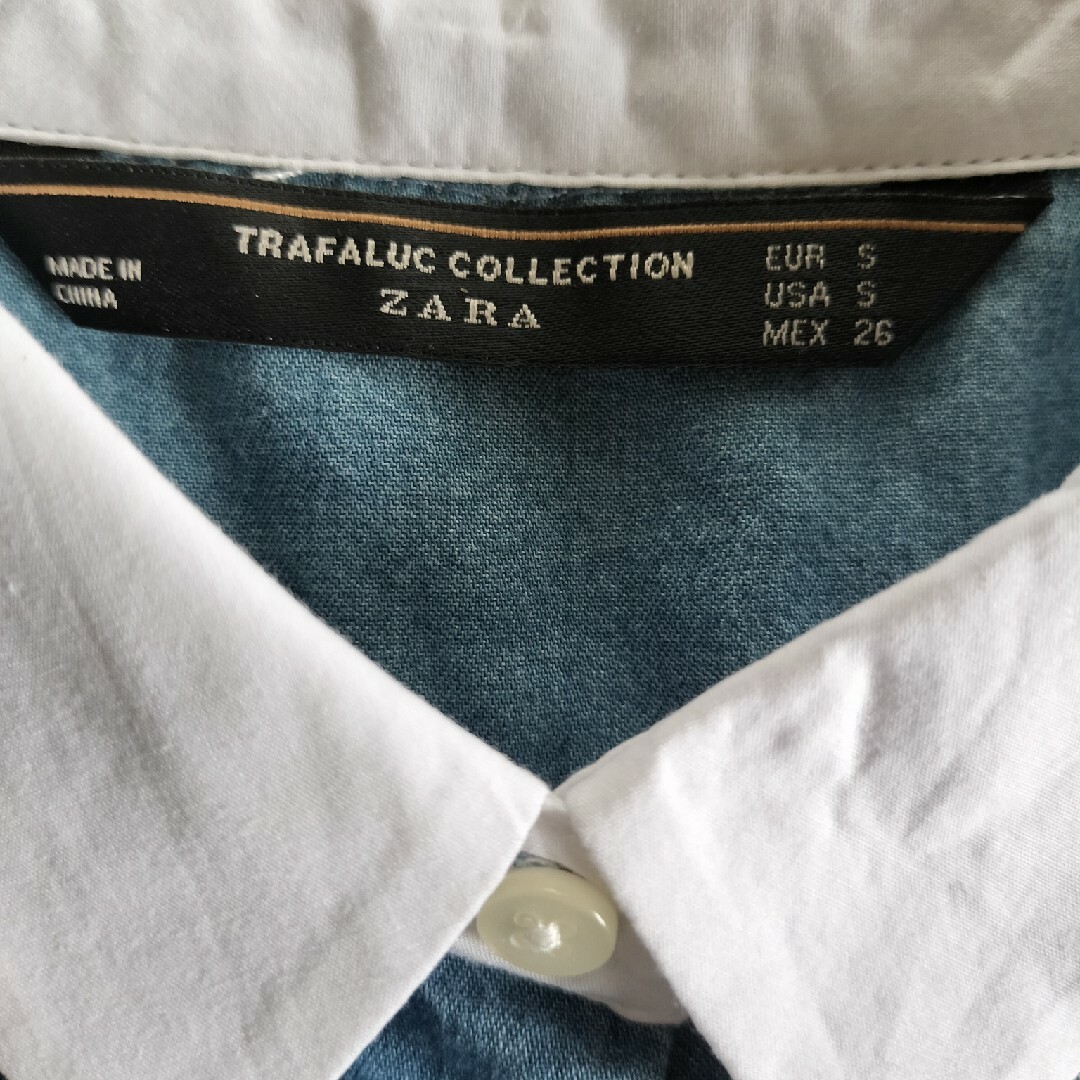 MADE IN
CHINA
TRAFALUC COLLECTION
ZARA
EUR S
USA S
MEX 26